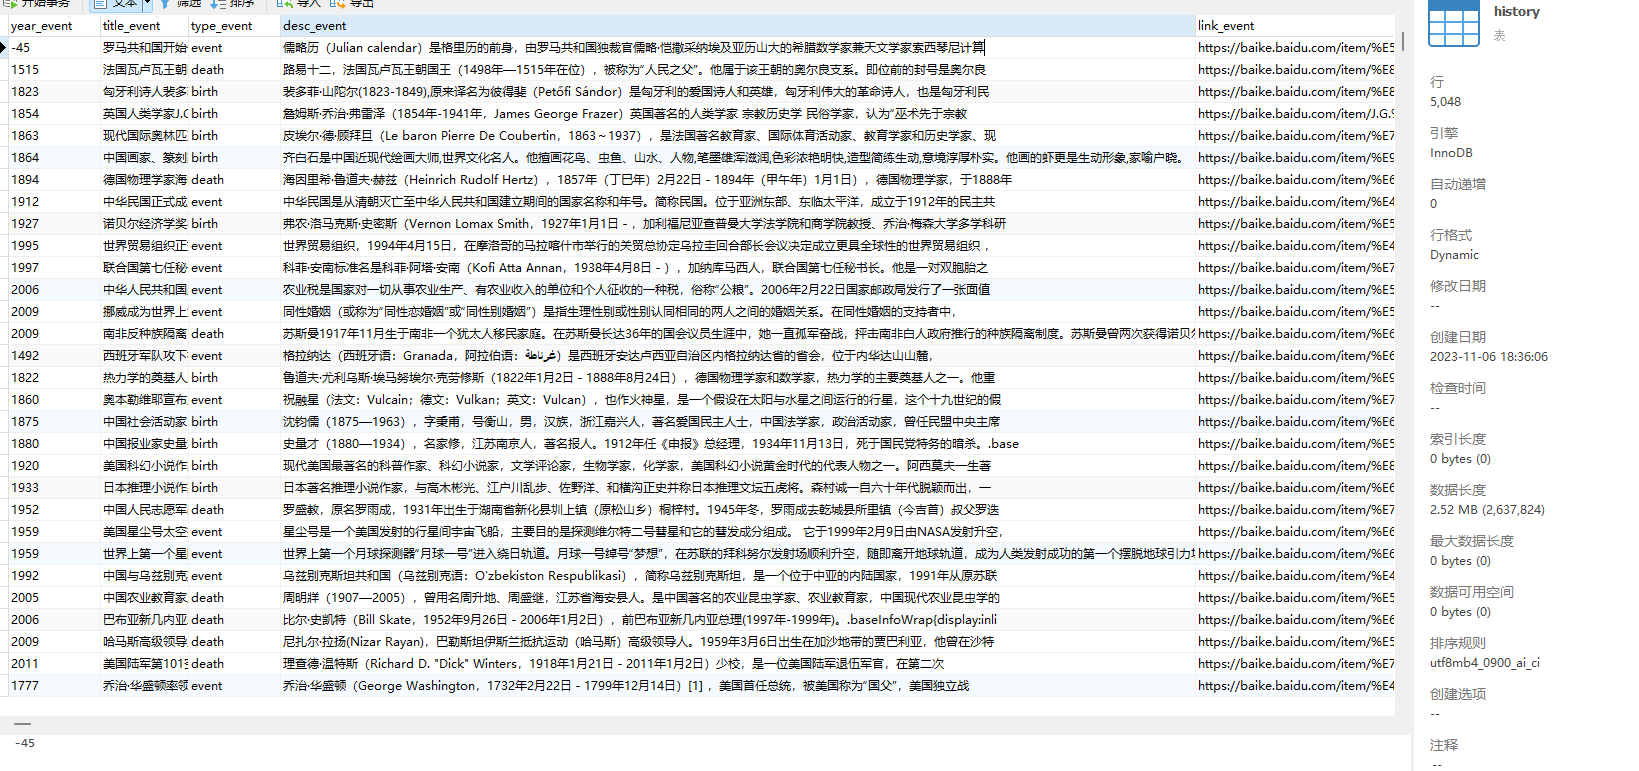 开始事务 文本 筛选 排序 导入 导出
year_event title_event type_event desc_event link_event
-45 罗马共和国开始 event 儒略历（Julian calendar）是格里历的前身，由罗马共和国独裁官儒略·恺撒采纳埃及亚历山大的希腊数学家兼天文学家索西琴尼计算 https://baike.baidu.com/item/%E5
1515 法国瓦卢瓦王朝 death 路易十二，法国瓦卢瓦王朝国王（1498年—1515年在位），被称为“人民之父”。他属于该王朝的奥尔良支系。即位前的封号是奥尔良 https://baike.baidu.com/item/%E8
1823 匈牙利诗人裴多 birth 裴多菲·山陀尔(1823-1849),原来译名为彼得斐（Petőfi Sándor）是匈牙利的爱国诗人和英雄，匈牙利伟大的革命诗人，也是匈牙利民 https://baike.baidu.com/item/%E8
1854 英国人类学家J.G birth 詹姆斯·乔治·弗雷泽（1854年-1941年，James George Frazer）英国著名的人类学家 宗教历史学 民俗学家，认为“巫术先于宗教 https://baike.baidu.com/item/J.G.%
1863 现代国际奥林匹 birth 皮埃尔·德·顾拜旦（Le baron Pierre De Coubertin，1863～1937），是法国著名教育家、国际体育活动家、教育学家和历史学家、现 https://baike.baidu.com/item/%E7
1864 中国画家、篆刻 birth 齐白石是中国近现代绘画大师,世界文化名人。他擅画花鸟、虫鱼、山水、人物,笔墨雄浑滋润,色彩浓艳明快,造型简练生动,意境淳厚朴实。他画的虾更是生动形象,家喻户晓。 https://baike.baidu.com/item/%E9
1894 德国物理学家海 death 海因里希·鲁道夫·赫兹（Heinrich Rudolf Hertz），1857年（丁巳年）2月22日 - 1894年（甲午年）1月1日），德国物理学家，于1888年 https://baike.baidu.com/item/%E6
1912 中华民国正式成 event 中华民国是从清朝灭亡至中华人民共和国建立期间的国家名称和年号。简称民国。位于亚洲东部、东临太平洋，成立于1912年的民主共 https://baike.baidu.com/item/%E4
1927 诺贝尔经济学奖 birth 弗农·洛马克斯·史密斯（Vernon Lomax Smith，1927年1月1日 - ，加利福尼亚查普曼大学法学院和商学院教授、乔治·梅森大学多学科研 https://baike.baidu.com/item/%E5
1995 世界贸易组织正 event 世界贸易组织，1994年4月15日，在摩洛哥的马拉喀什市举行的关贸总协定乌拉圭回合部长会议决定成立更具全球性的世界贸易组织， https://baike.baidu.com/item/%E4
1997 联合国第七任秘 event 科菲·安南标准名是科菲·阿塔·安南（Kofi Atta Annan，1938年4月8日 - ），加纳库马西人，联合国第七任秘书长。他是一对双胞胎之 https://baike.baidu.com/item/%E7
2006 中华人民共和国 event 农业税是国家对一切从事农业生产、有农业收入的单位和个人征收的一种税，俗称“公粮”。2006年2月22日国家邮政局发行了一张面值 https://baike.baidu.com/item/%E5
2009 挪威成为世界上 event 同性婚姻（或称为“同性恋婚姻”或“同性别婚姻”）是指生理性别或性别认同相同的两人之间的婚姻关系。在同性婚姻的支持者中， https://baike.baidu.com/item/%E5
2009 南非反种族隔离 death 苏斯曼1917年11月生于南非一个犹太人移民家庭。在苏斯曼长达36年的国会议员生涯中，她一直孤军奋战，抨击南非白人政府推行的种族隔离制度。苏斯曼曾两次获得诺贝尔 https://baike.baidu.com/item/%E6
1492 西班牙军队攻下 event 格拉纳达（西班牙语：Granada，阿拉伯语：غرناطة）是西班牙安达卢西亚自治区内格拉纳达省的省会，位于内华达山山麓， https://baike.baidu.com/item/%E6
1822 热力学的奠基人 birth 鲁道夫·尤利乌斯·埃马努埃尔·克劳修斯（1822年1月2日 - 1888年8月24日），德国物理学家和数学家，热力学的主要奠基人之一。他重 https://baike.baidu.com/item/%E9
1860 奥本勒维耶宣布 event 祝融星（法文：Vulcain；德文：Vulkan；英文：Vulcan），也作火神星，是一个假设在太阳与水星之间运行的行星，这个十九世纪的假 https://baike.baidu.com/item/%E7
1875 中国社会活动家 birth 沈钧儒（1875—1963），字秉甫，号衡山，男，汉族，浙江嘉兴人，著名爱国民主人士，中国法学家，政治活动家，曾任民盟中央主席 https://baike.baidu.com/item/%E6
1880 中国报业家史量 birth 史量才（1880—1934），名家修，江苏南京人，著名报人。1912年任《申报》总经理，1934年11月13日，死于国民党特务的暗杀。.base https://baike.baidu.com/item/%E5
1920 美国科幻小说作 birth 现代美国最著名的科普作家、科幻小说家，文学评论家，生物学家，化学家，美国科幻小说黄金时代的代表人物之一。阿西莫夫一生著 https://baike.baidu.com/item/%E8
1933 日本推理小说作 birth 日本著名推理小说作家，与高木彬光、江户川乱步、佐野洋、和横沟正史并称日本推理文坛五虎将。森村诚一自六十年代脱颖而出，一 https://baike.baidu.com/item/%E6
1952 中国人民志愿军 death 罗盛教，原名罗雨成，1931年出生于湖南省新化县圳上镇（原松山乡）桐梓村。1945年冬，罗雨成去乾城县所里镇（今吉首）叔父罗迭 https://baike.baidu.com/item/%E7
1959 美国星尘号太空 event 星尘号是一个美国发射的行星间宇宙飞船，主要目的是探测维尔特二号彗星和它的彗发成分组成。 它于1999年2月9日由NASA发射升空， https://baike.baidu.com/item/%E6
1959 世界上第一个星 event 世界上第一个月球探测器“月球一号”进入绕日轨道。月球一号绰号“梦想”，在苏联的拜科努尔发射场顺利升空，随即离开地球轨道，成为人类发射成功的第一个摆脱地球引力 https://baike.baidu.com/item/%E6
1992 中国与乌兹别克 event 乌兹别克斯坦共和国（乌兹别克语：O‘zbekiston Respublikasi），简称乌兹别克斯坦，是一个位于中亚的内陆国家，1991年从原苏联 https://baike.baidu.com/item/%E4
2005 中国农业教育家 death 周明牂（1907—2005），曾用名周升地、周盛继，江苏省海安县人。是中国著名的农业昆虫学家、农业教育家，中国现代农业昆虫学的 https://baike.baidu.com/item/%E5
2006 巴布亚新几内亚 death 比尔·史凯特（Bill Skate，1952年9月26日 - 2006年1月2日），前巴布亚新几内亚总理(1997年-1999年)。.baseInfoWrap{display:inli https://baike.baidu.com/item/%E6
2009 哈马斯高级领导 death 尼扎尔·拉扬(Nizar Rayan)，巴勒斯坦伊斯兰抵抗运动（哈马斯）高级领导人。1959年3月6日出生在加沙地带的贾巴利亚，他曾在沙特 https://baike.baidu.com/item/%E5
2011 美国陆军第101空 death 理查德·温特斯（Richard D. "Dick" Winters，1918年1月21日 - 2011年1月2日）少校，是一位美国陆军退伍军官，在第二次 https://baike.baidu.com/item/%E7
1777 乔治·华盛顿率领 event 乔治·华盛顿（George Washington，1732年2月22日 - 1799年12月14日）[1] ，美国首任总统，被美国称为“国父”，美国独立战 https://baike.baidu.com/item/%E4
-45
history
表
行
5,048
引擎
InnoDB
自动递增
0
行格式
Dynamic
修改日期
--
创建日期
2023-11-06 18:36:06
检查时间
--
索引长度
0 bytes (0)
数据长度
2.52 MB (2,637,824)
最大数据长度
0 bytes (0)
数据可用空间
0 bytes (0)
排序规则
utf8mb4_0900_ai_ci
创建选项
--
注释
--